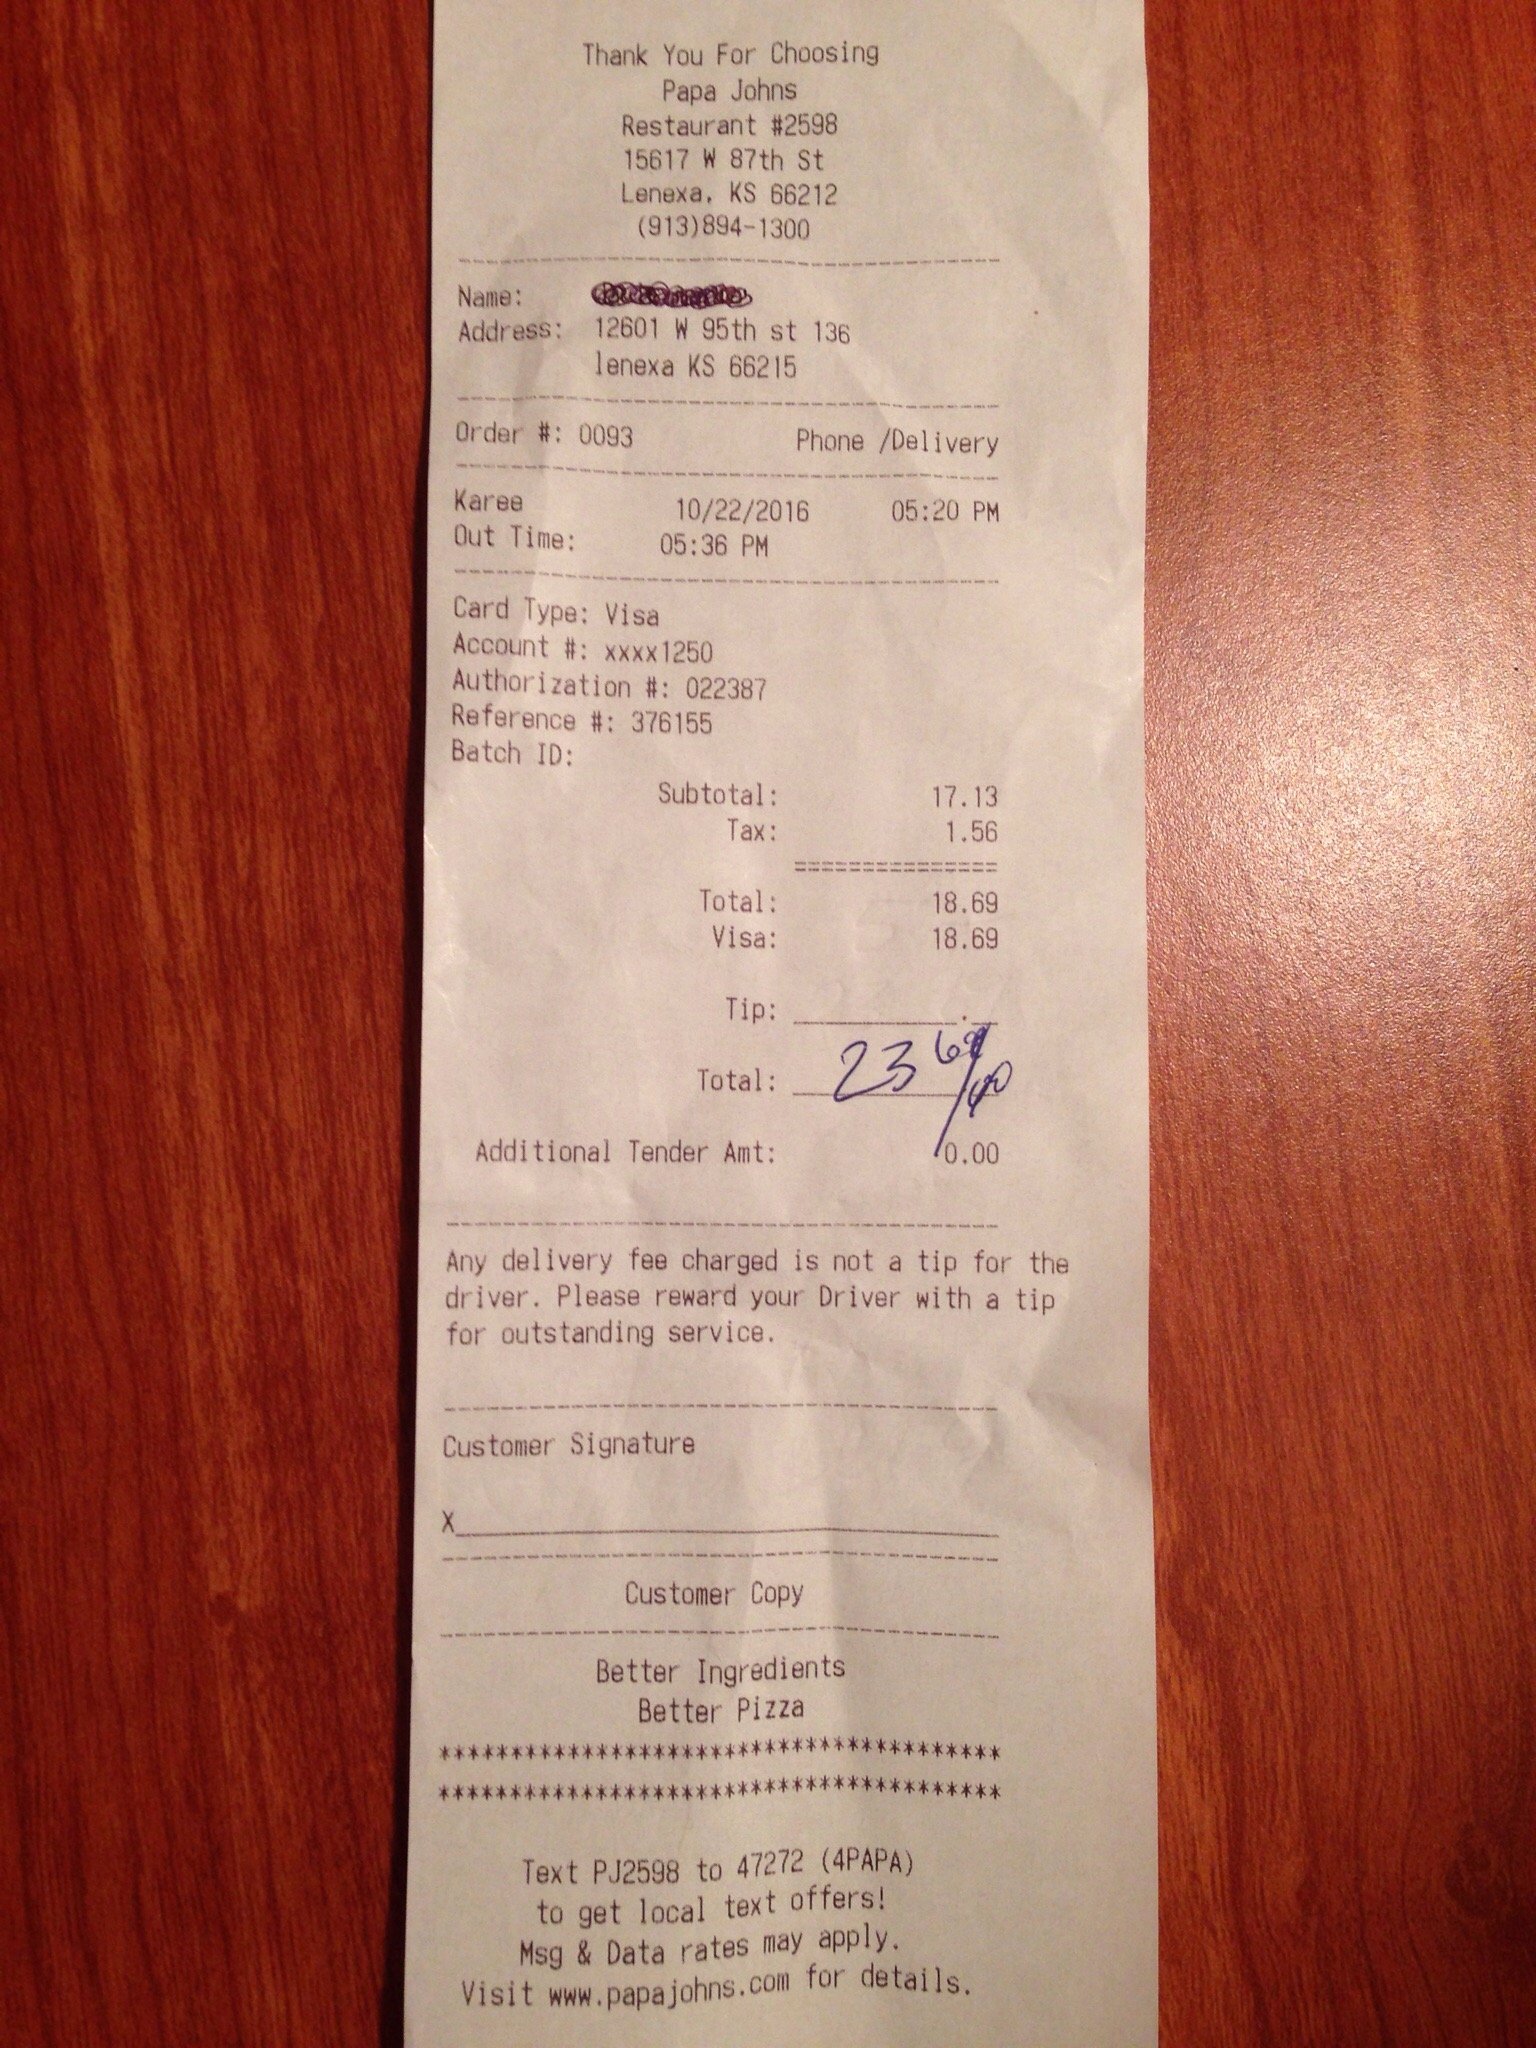 Thank You For Choosing
Papa Johns
Restaurant #2598
15617 W 87th St
Lenexa, KS 66212
(913)894-1300
Name:
Address: 12601 W 95th st 136
lenexa KS 66215
Order #: 0093 Phone /Delivery
Karee 10/22/2016 05:20 PM
Out Time: 05:36 PM
Card Type: Visa
Account #: xxxx1250
Authorization #: 022387
Reference #: 376155
Batch ID:
Subtotal: 17.13
Tax: 1.56
Total: 18.69
Visa: 18.69
Tip: .
Total: 23 69
Additional Tender Amt: 0.00
Any delivery fee charged is not a tip for the
driver. Please reward your Driver with a tip
for outstanding service.
Customer Signature
X
Customer Copy
Better Ingredients
Better Pizza
****************************************
****************************************
Text PJ2598 to 47272 (4PAPA)
to get local text offers!
Msg & Data rates may apply.
Visit www.papajohns.com for details.